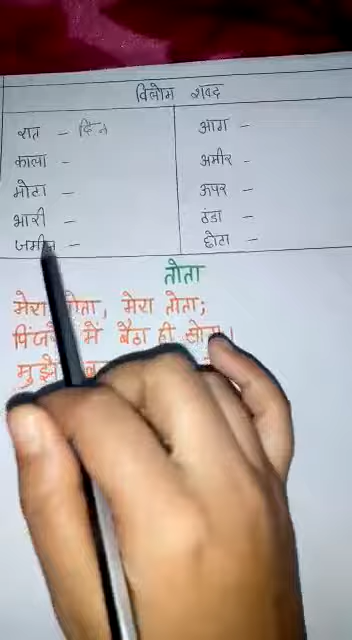 विलोम शब्द
रात - दिन
काला -
मोटा -
भारी -
जमीन -
आग -
अमीर -
ऊपर -
ठंडा -
छोटा -
तोता
मेरा तोता, मेरा तोता;
में बैठा ही
मुझे